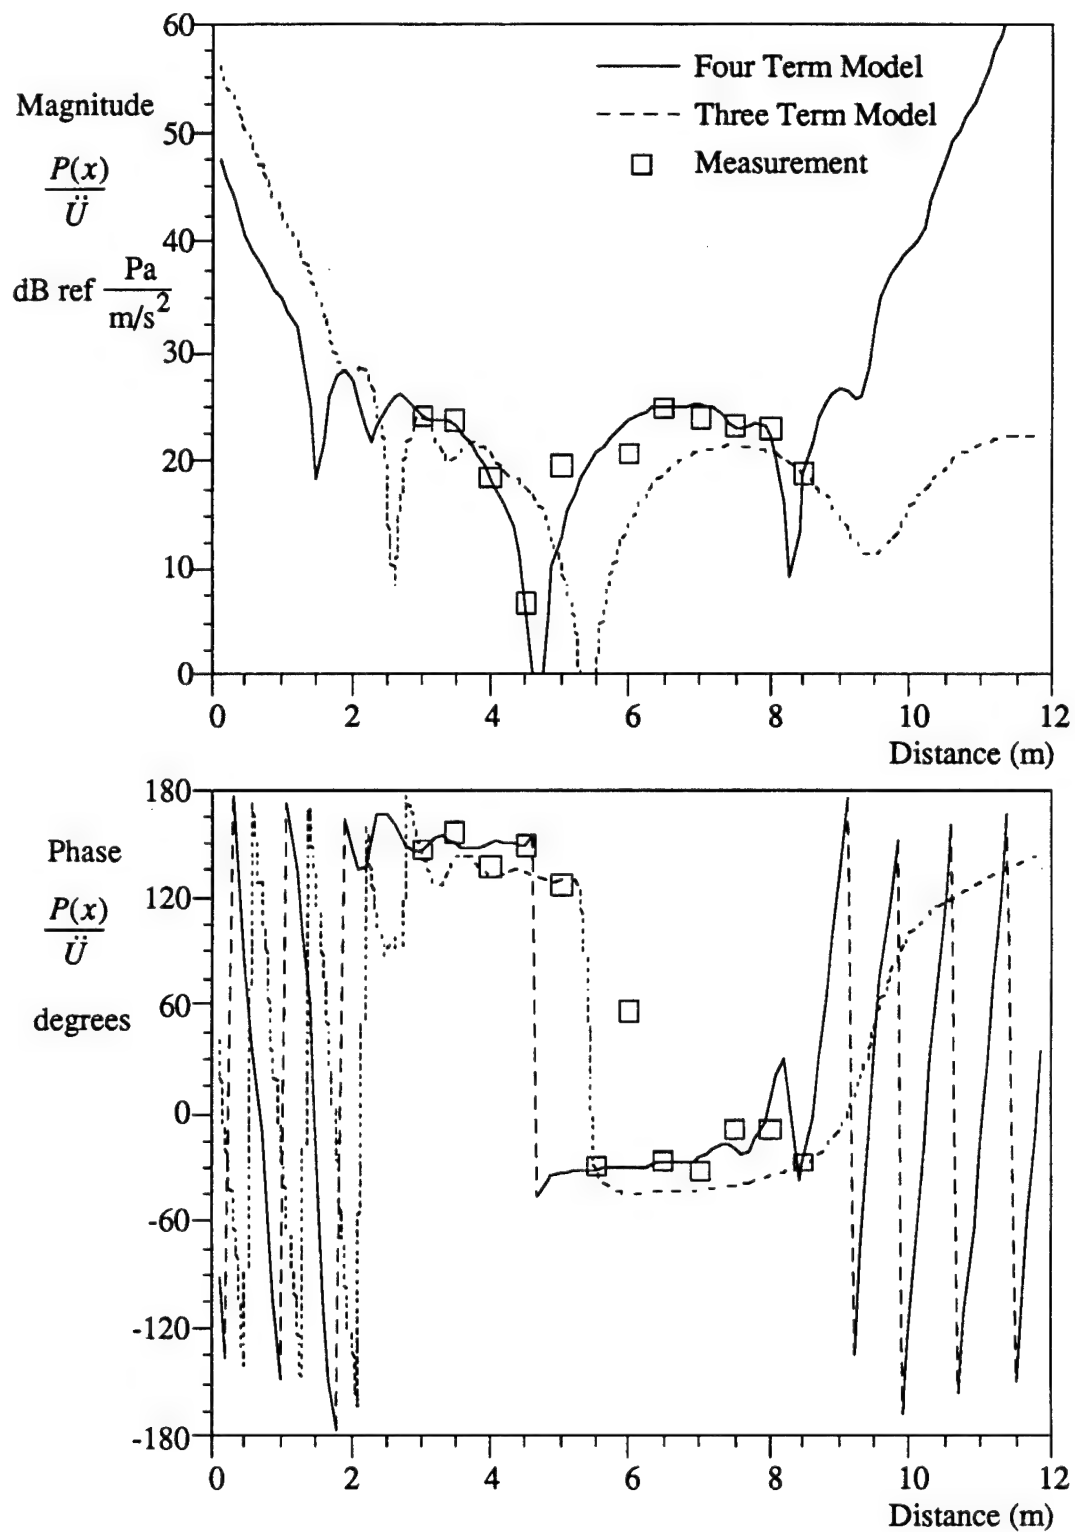 60
50
40
30
20
10
0
Magnitude
P(x)
Ü
dB ref Pa
m/s²
Four Term Model
Three Term Model
Measurement
0 2 4 6 8 10 12
Distance (m)
180
120
60
0
-60
-120
-180
Phase
P(x)
Ü
degrees
0 2 4 6 8 10 12
Distance (m)